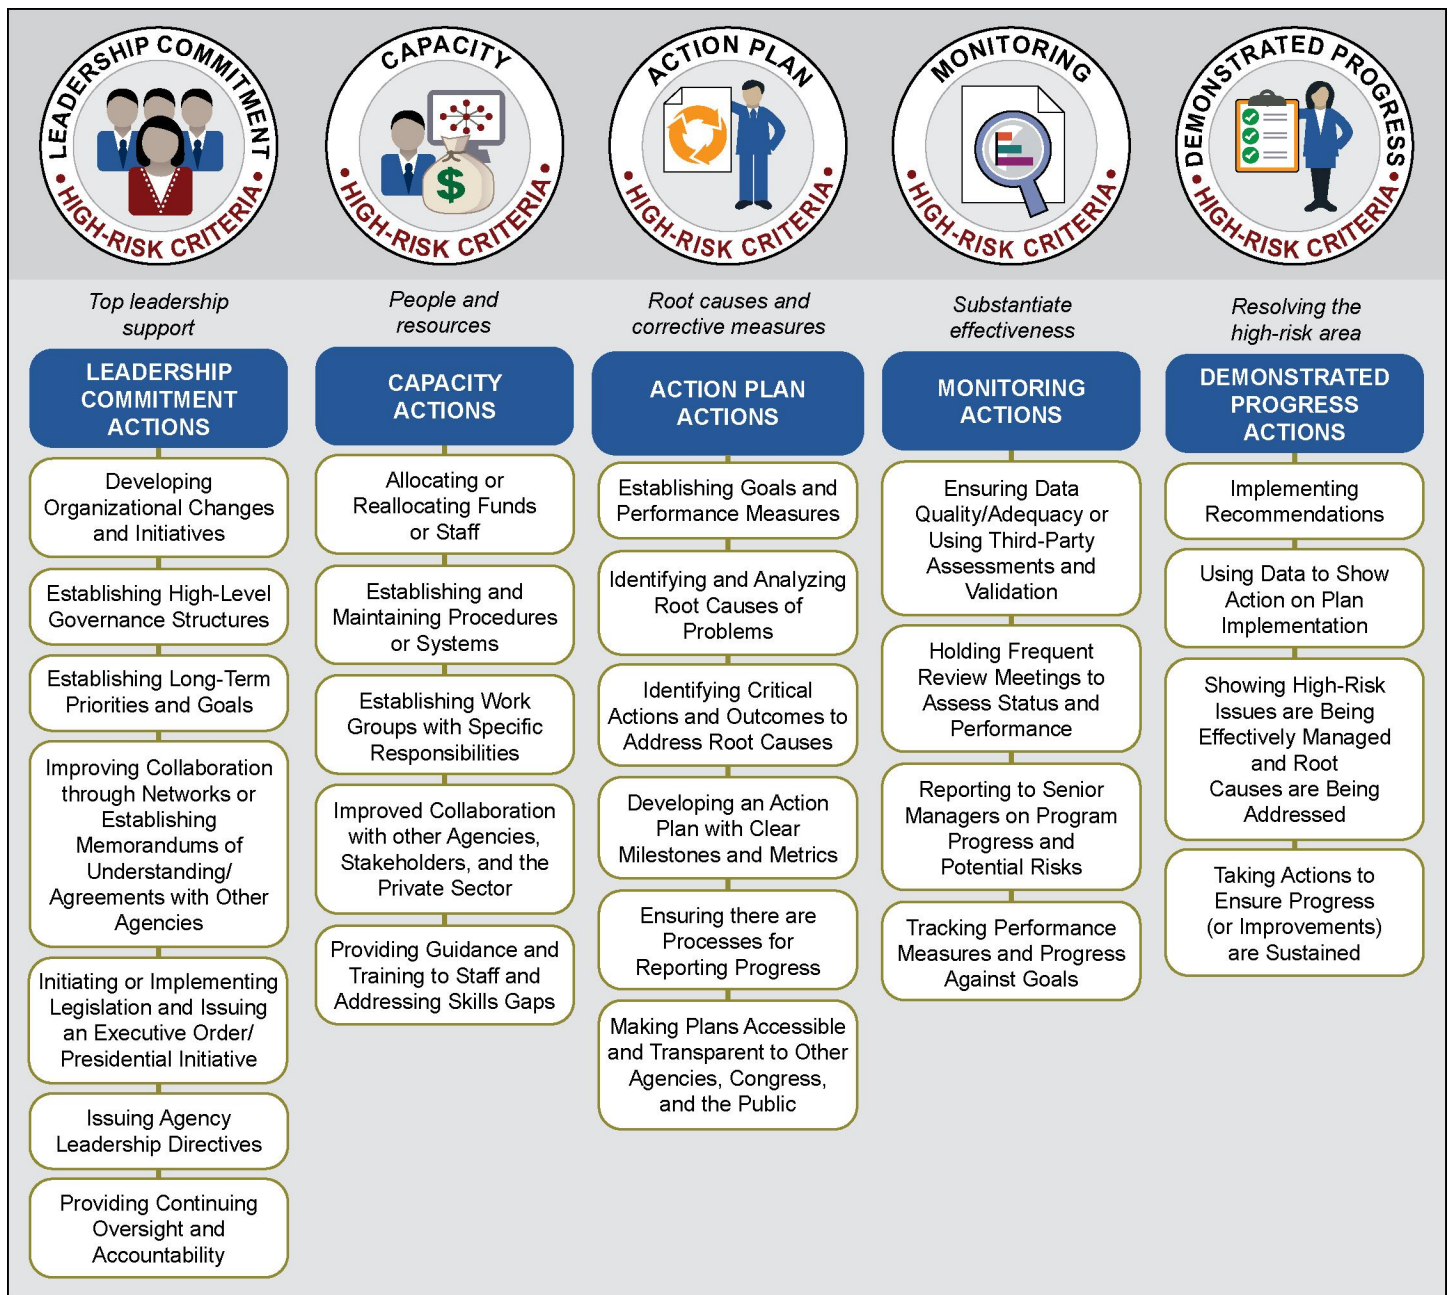 LEADERSHIP COMMITMENT
• HIGH-RISK CRITERIA •
CAPACITY
• HIGH-RISK CRITERIA •
ACTION PLAN
• HIGH-RISK CRITERIA •
MONITORING
• HIGH-RISK CRITERIA •
DEMONSTRATED PROGRESS
• HIGH-RISK CRITERIA •
$
Top leadership
support
LEADERSHIP
COMMITMENT
ACTIONS
Developing
Organizational Changes
and Initiatives
Establishing High-Level
Governance Structures
Establishing Long-Term
Priorities and Goals
Improving Collaboration
through Networks or
Establishing
Memorandums of
Understanding/
Agreements with Other
Agencies
Initiating or Implementing
Legislation and Issuing
an Executive Order/
Presidential Initiative
Issuing Agency
Leadership Directives
Providing Continuing
Oversight and
Accountability
People and
resources
CAPACITY
ACTIONS
Allocating or
Reallocating Funds
or Staff
Establishing and
Maintaining Procedures
or Systems
Establishing Work
Groups with Specific
Responsibilities
Improved Collaboration
with other Agencies,
Stakeholders, and the
Private Sector
Providing Guidance and
Training to Staff and
Addressing Skills Gaps
Root causes and
corrective measures
ACTION PLAN
ACTIONS
Establishing Goals and
Performance Measures
Identifying and Analyzing
Root Causes of
Problems
Identifying Critical
Actions and Outcomes to
Address Root Causes
Developing an Action
Plan with Clear
Milestones and Metrics
Ensuring there are
Processes for
Reporting Progress
Making Plans Accessible
and Transparent to Other
Agencies, Congress,
and the Public
Substantiate
effectiveness
MONITORING
ACTIONS
Ensuring Data
Quality/Adequacy or
Using Third-Party
Assessments and
Validation
Holding Frequent
Review Meetings to
Assess Status and
Performance
Reporting to Senior
Managers on Program
Progress and
Potential Risks
Tracking Performance
Measures and Progress
Against Goals
Resolving the
high-risk area
DEMONSTRATED
PROGRESS
ACTIONS
Implementing
Recommendations
Using Data to Show
Action on Plan
Implementation
Showing High-Risk
Issues are Being
Effectively Managed
and Root
Causes are Being
Addressed
Taking Actions to
Ensure Progress
(or Improvements)
are Sustained